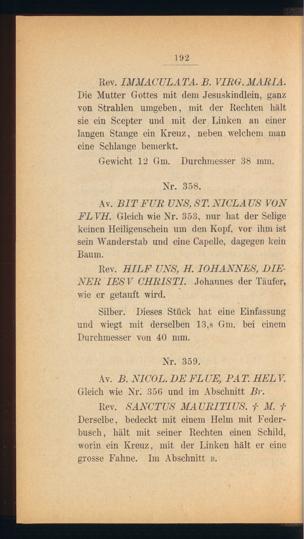 192
Rev. IMMACULATA. B. VIRG. MARIA.
Die Mutter Gottes mit dem Jesuskindlein, ganz
von Strahlen umgeben, mit der Rechten hält
sie ein Scepter und mit der Linken an einer
langen Stange ein Kreuz, neben welchem man
eine Schlange bemerkt.
Gewicht 12 Gm. Durchmesser 38 mm.
Nr. 358.
Av. BIT FUR UNS, ST. NICLAUS VON
FLVH. Gleich wie Nr. 353, nur hat der Selige
keinen Heiligenschein um den Kopf, vor ihm ist
sein Wanderstab und eine Capelle, dagegen kein
Baum.
Rev. HILF UNS, H. IOHANNES, DIE-
NER IESV CHRISTI. Johannes der Täufer,
wie er getauft wird.
Silber. Dieses Stück hat eine Einfassung
und wiegt mit derselben 13,8 Gm. bei einem
Durchmesser von 40 mm.
Nr. 359.
Av. B. NICOL. DE FLUE, PAT. HELV.
Gleich wie Nr. 356 und im Abschnitt Br.
Rev. SANCTUS MAURITIUS. † M. †
Derselbe, bedeckt mit einem Helm mit Feder-
busch, hält mit seiner Rechten einen Schild,
worin ein Kreuz, mit der Linken hält er eine
grosse Fahne. Im Abschnitt B.